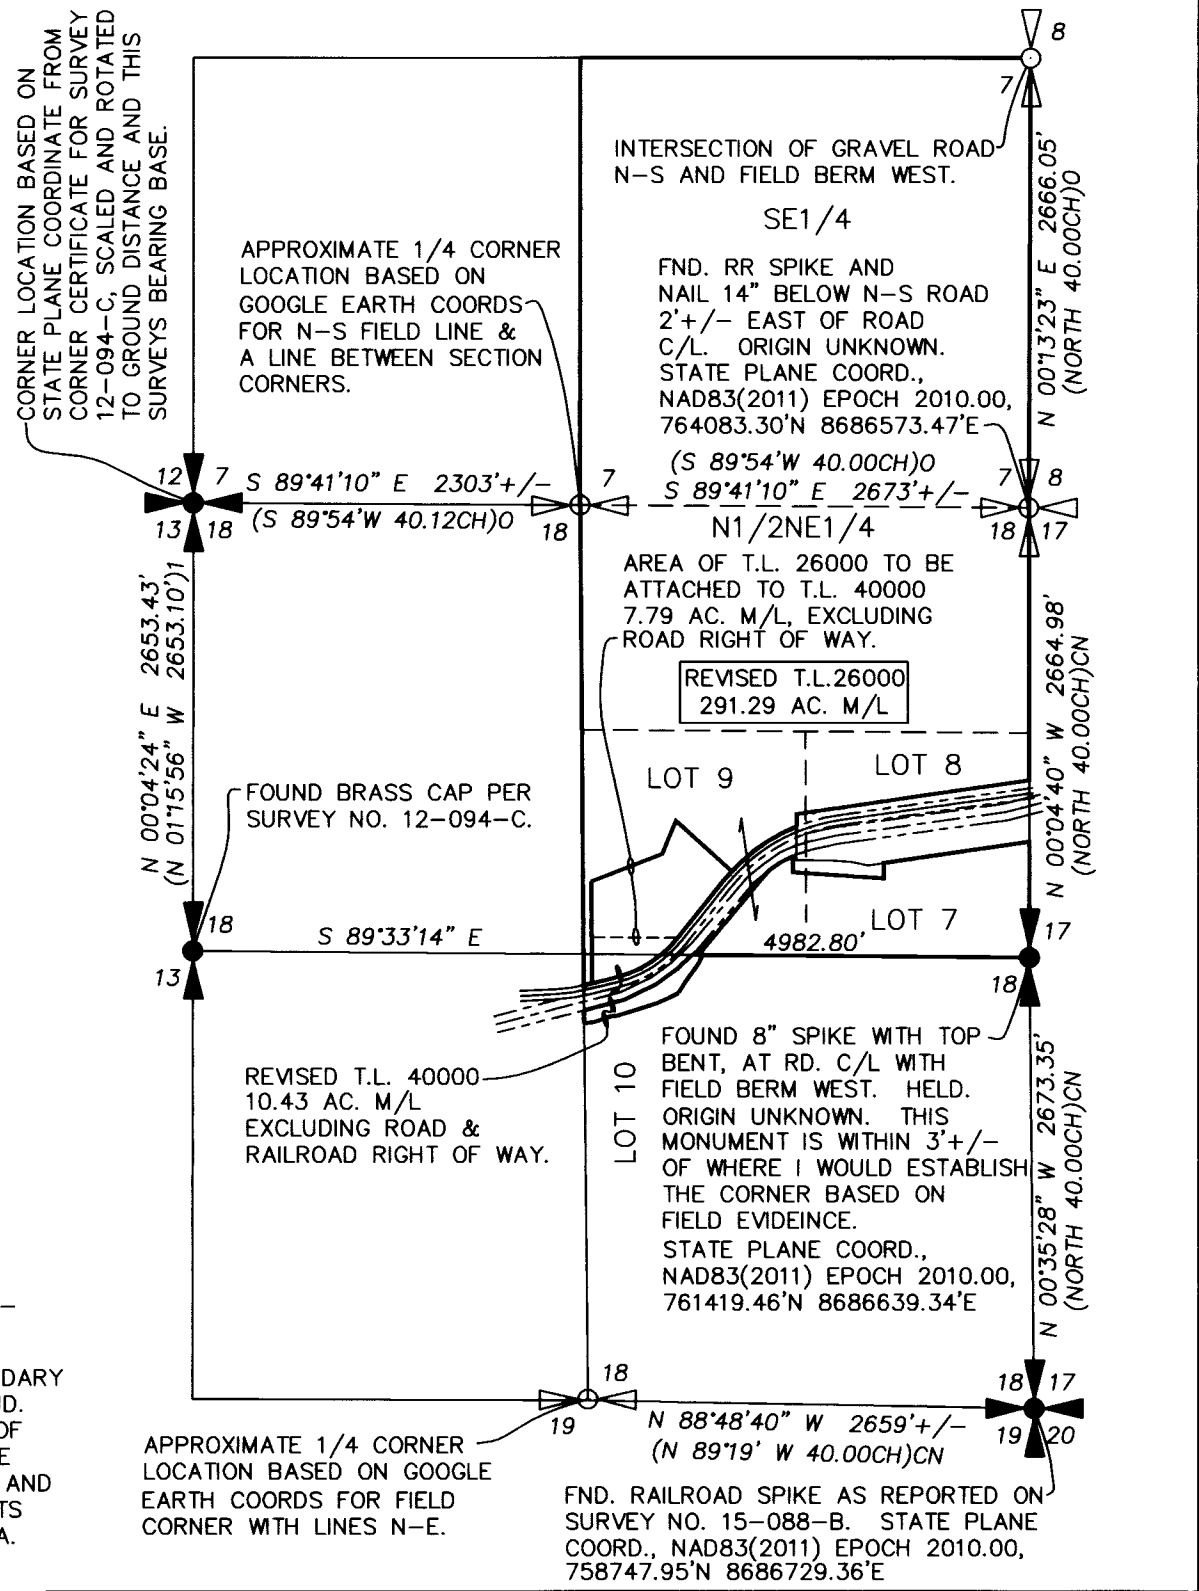 CORNER LOCATION BASED ON
STATE PLANE COORDINATE FROM
CORNER CERTIFICATE FOR SURVEY
12-094-C, SCALED AND ROTATED
TO GROUND DISTANCE AND THIS
SURVEYS BEARING BASE.
8
7
INTERSECTION OF GRAVEL ROAD
N-S AND FIELD BERM WEST.
SE1/4
N 00°13'23" E 2666.05'
(NORTH 40.00CH)O
APPROXIMATE 1/4 CORNER
LOCATION BASED ON
GOOGLE EARTH COORDS
FOR N-S FIELD LINE &
A LINE BETWEEN SECTION
CORNERS.
FND. RR SPIKE AND
NAIL 14" BELOW N-S ROAD
2'+/- EAST OF ROAD
C/L. ORIGIN UNKNOWN.
STATE PLANE COORD.,
NAD83(2011) EPOCH 2010.00,
764083.30'N 8686573.47'E
12 7
13 18
S 89°41'10" E 2303'+/-
(S 89°54'W 40.12CH)O
7
18
(S 89°54'W 40.00CH)O
S 89°41'10" E 2673'+/-
7 8
18 17
N1/2NE1/4
AREA OF T.L. 26000 TO BE
ATTACHED TO T.L. 40000
7.79 AC. M/L, EXCLUDING
ROAD RIGHT OF WAY.
REVISED T.L.26000
291.29 AC. M/L
N 00°04'24" E 2653.43'
(N 01°15'56" W 2653.10')1
N 00°04'40" W 2664.98'
(NORTH 40.00CH)CN
LOT 9
LOT 8
FOUND BRASS CAP PER
SURVEY NO. 12-094-C.
18
13
S 89°33'14" E
4982.80'
LOT 7
17
18
REVISED T.L. 40000
10.43 AC. M/L
EXCLUDING ROAD &
RAILROAD RIGHT OF WAY.
LOT 10
FOUND 8" SPIKE WITH TOP
BENT, AT RD. C/L WITH
FIELD BERM WEST. HELD.
ORIGIN UNKNOWN. THIS
MONUMENT IS WITHIN 3'+/-
OF WHERE I WOULD ESTABLISH
THE CORNER BASED ON
FIELD EVIDEINCE.
STATE PLANE COORD.,
NAD83(2011) EPOCH 2010.00,
761419.46'N 8686639.34'E
N 00°35'28" W 2673.35'
(NORTH 40.00CH)CN
DARY
D.
OF
E
AND
TS
A.
18
19
N 88°48'40" W 2659'+/-
(N 89°19' W 40.00CH)CN
18 17
19 20
APPROXIMATE 1/4 CORNER
LOCATION BASED ON GOOGLE
EARTH COORDS FOR FIELD
CORNER WITH LINES N-E.
FND. RAILROAD SPIKE AS REPORTED ON
SURVEY NO. 15-088-B. STATE PLANE
COORD., NAD83(2011) EPOCH 2010.00,
758747.95'N 8686729.36'E